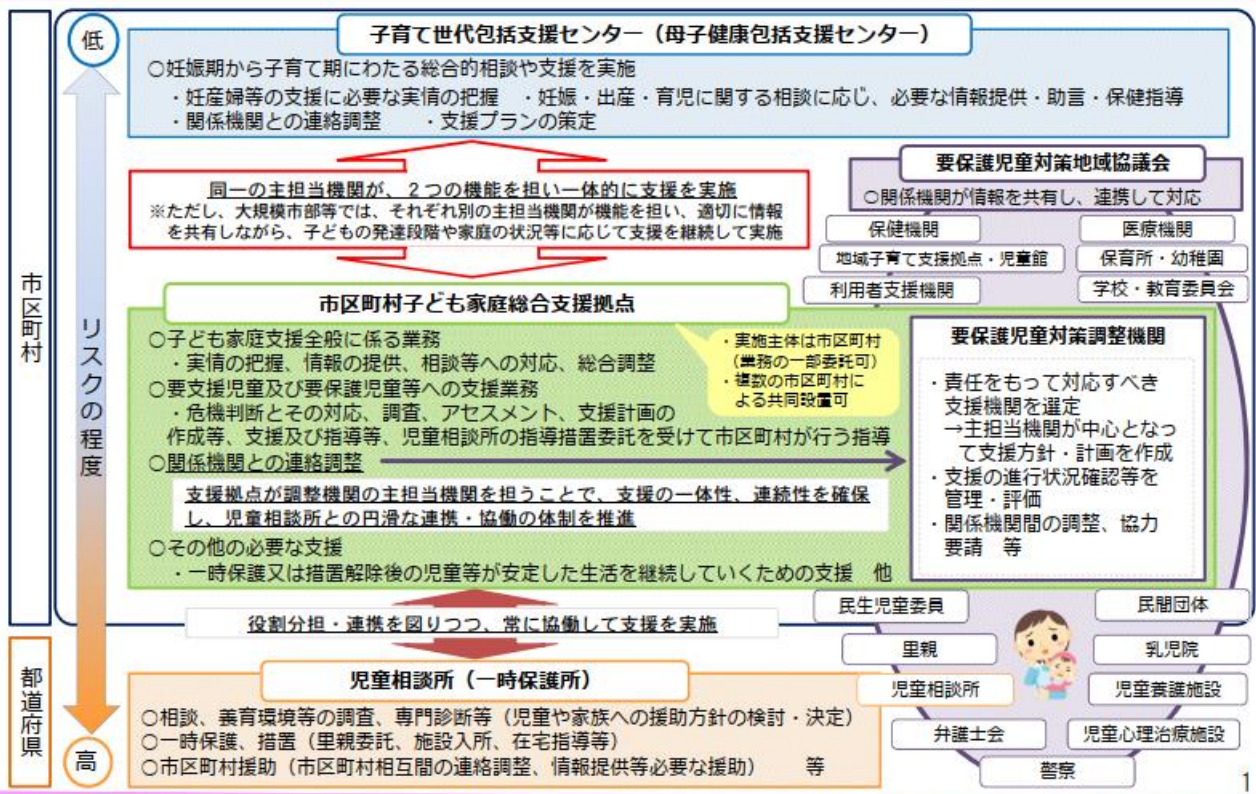 低
子育て世代包括支援センター（母子健康包括支援センター）
○妊娠期から子育て期にわたる総合的相談や支援を実施
・妊産婦等の支援に必要な実情の把握　・妊娠・出産・育児に関する相談に応じ、必要な情報提供・助言・保健指導
・関係機関との連絡調整　・支援プランの策定
同一の主担当機関が、２つの機能を担い一体的に支援を実施
※ただし、大規模市部等では、それぞれ別の主担当機関が機能を担い、適切に情報
を共有しながら、子どもの発達段階や家庭の状況等に応じて支援を継続して実施
要保護児童対策地域協議会
○関係機関が情報を共有し、連携して対応
保健機関
医療機関
地域子育て支援拠点・児童館
保育所・幼稚園
利用者支援機関
学校・教育委員会
市区町村
リスクの程度
市区町村子ども家庭総合支援拠点
○子ども家庭支援全般に係る業務
・実情の把握、情報の提供、相談等への対応、総合調整
○要支援児童及び要保護児童等への支援業務
・危機判断とその対応、調査、アセスメント、支援計画の
作成等、支援及び指導等、児童相談所の指導措置委託を受けて市区町村が行う指導
○関係機関との連絡調整
支援拠点が調整機関の主担当機関を担うことで、支援の一体性、連続性を確保
し、児童相談所との円滑な連携・協働の体制を推進
○その他の必要な支援
・一時保護又は措置解除後の児童等が安定した生活を継続していくための支援　他
・実施主体は市区町村
（業務の一部委託可）
・複数の市区町村に
よる共同設置可
要保護児童対策調整機関
・責任をもって対応すべき
支援機関を選定
→主担当機関が中心となっ
て支援方針・計画を作成
・支援の進行状況確認等を
管理・評価
・関係機関間の調整、協力
要請　等
役割分担・連携を図りつつ、常に協働して支援を実施
民生児童委員
民間団体
里親
乳児院
児童相談所
児童養護施設
弁護士会
児童心理治療施設
警察
都道府県
高
児童相談所（一時保護所）
○相談、養育環境等の調査、専門診断等（児童や家族への援助方針の検討・決定）
○一時保護、措置（里親委託、施設入所、在宅指導等）
○市区町村援助（市区町村相互間の連絡調整、情報提供等必要な援助）　等
1